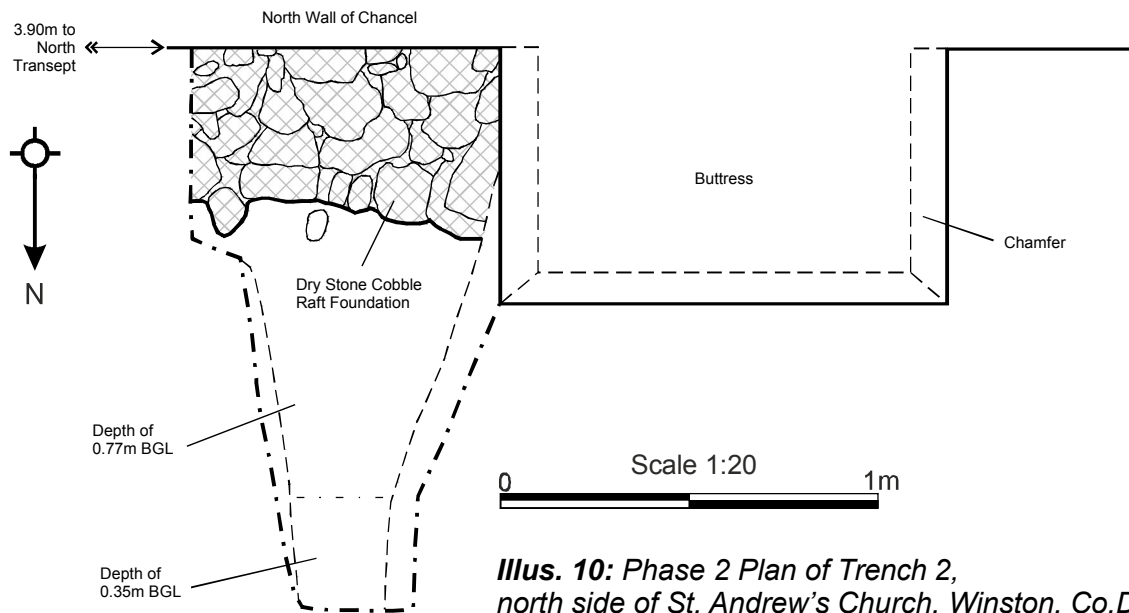 North Wall of Chancel
3.90m to
North
Transept
N
Buttress
Chamfer
Dry Stone Cobble
Raft Foundation
Depth of
0.77m BGL
Scale 1:20
0 1m
Depth of
0.35m BGL
Illus. 10: Phase 2 Plan of Trench 2,
north side of St. Andrew's Church, Winston, Co.D